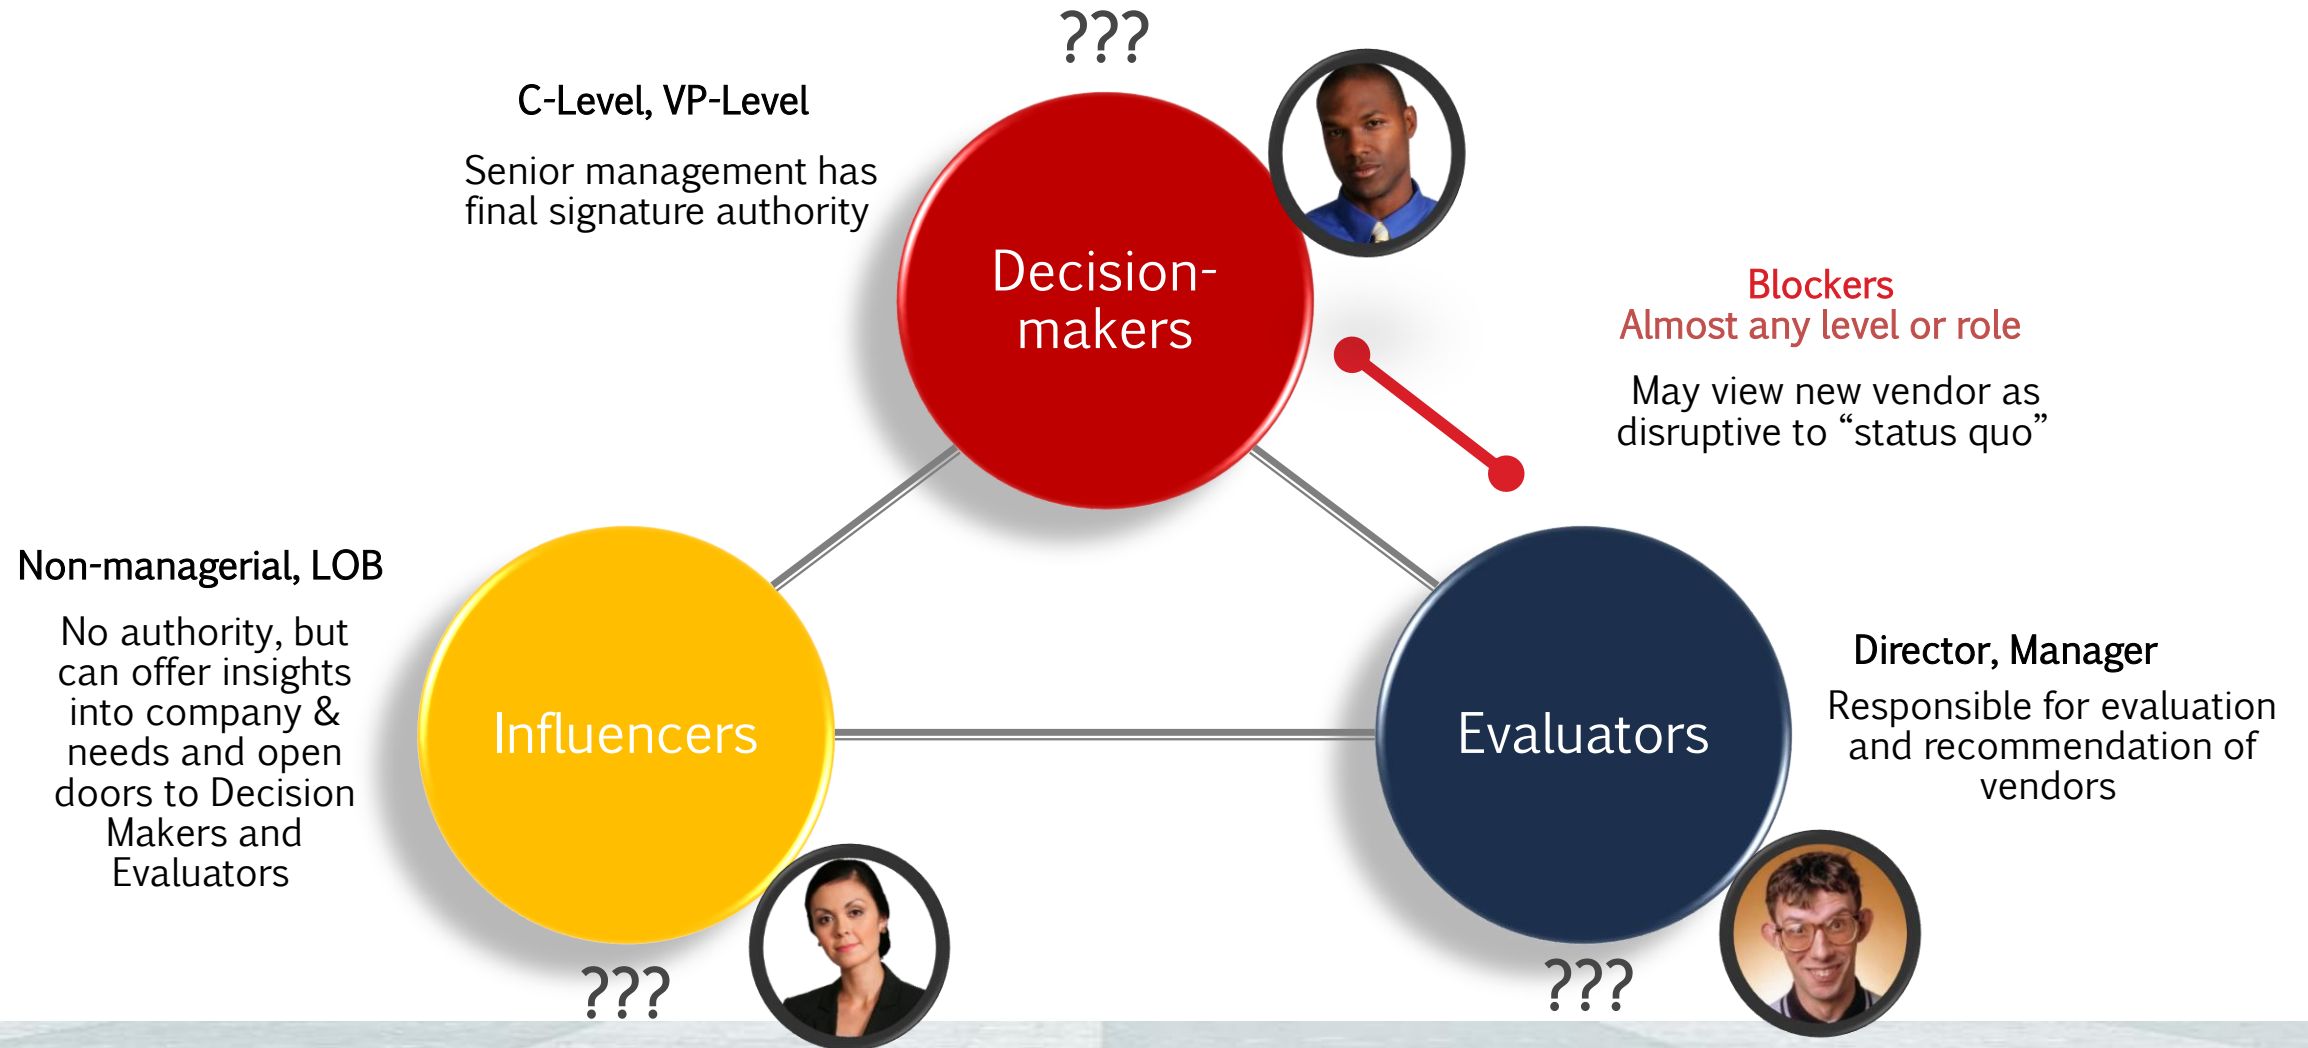 ???
C-Level, VP-Level
Senior management has
final signature authority
Decision-
makers
Blockers
Almost any level or role
May view new vendor as
disruptive to “status quo”
Non-managerial, LOB
No authority, but
can offer insights
into company &
needs and open
doors to Decision
Makers and
Evaluators
Influencers
???
Evaluators
Director, Manager
Responsible for evaluation
and recommendation of
vendors
???